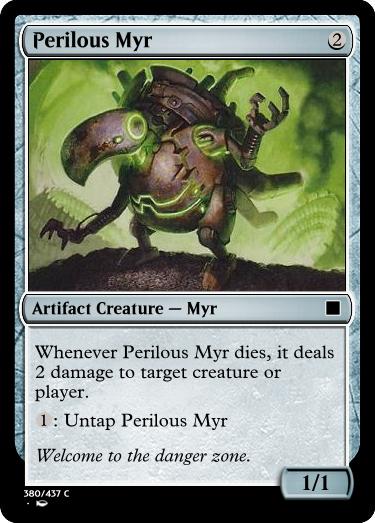 Perilous Myr 2
Artifact Creature — Myr
Whenever Perilous Myr dies, it deals
2 damage to target creature or
player.
1: Untap Perilous Myr
Welcome to the danger zone.
1/1
380/437 C